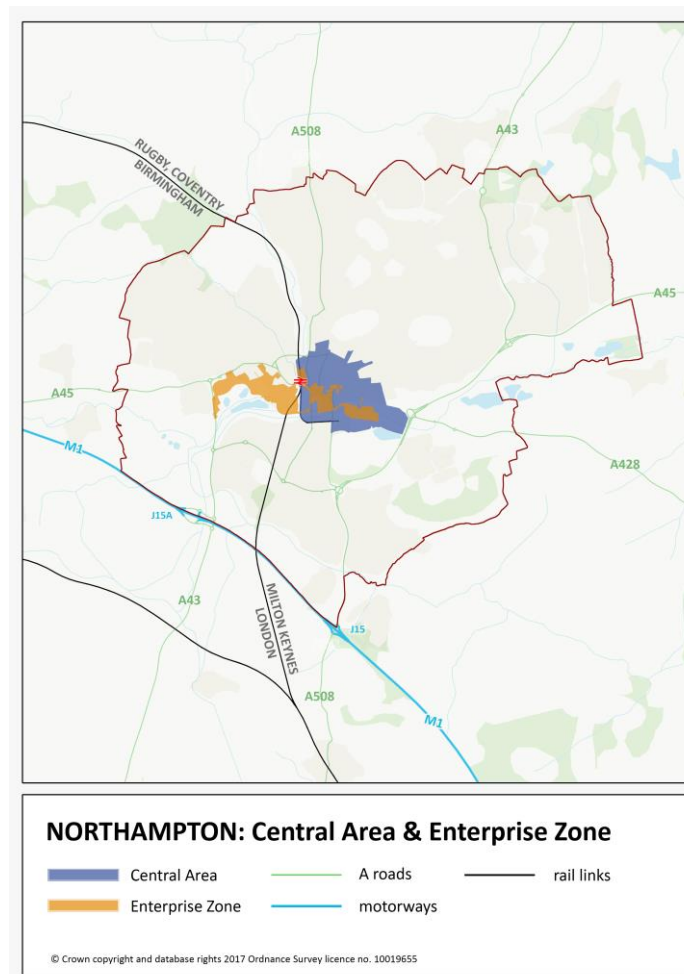 A508
A43
RUGBY, COVENTRY
BIRMINGHAM
A45
A45
M1
A428
J15A
A43
MILTON KEYNES
LONDON
J15
A508
M1
NORTHAMPTON: Central Area & Enterprise Zone
Central Area
A roads
rail links
Enterprise Zone
motorways
© Crown copyright and database rights 2017 Ordnance Survey licence no. 10019655